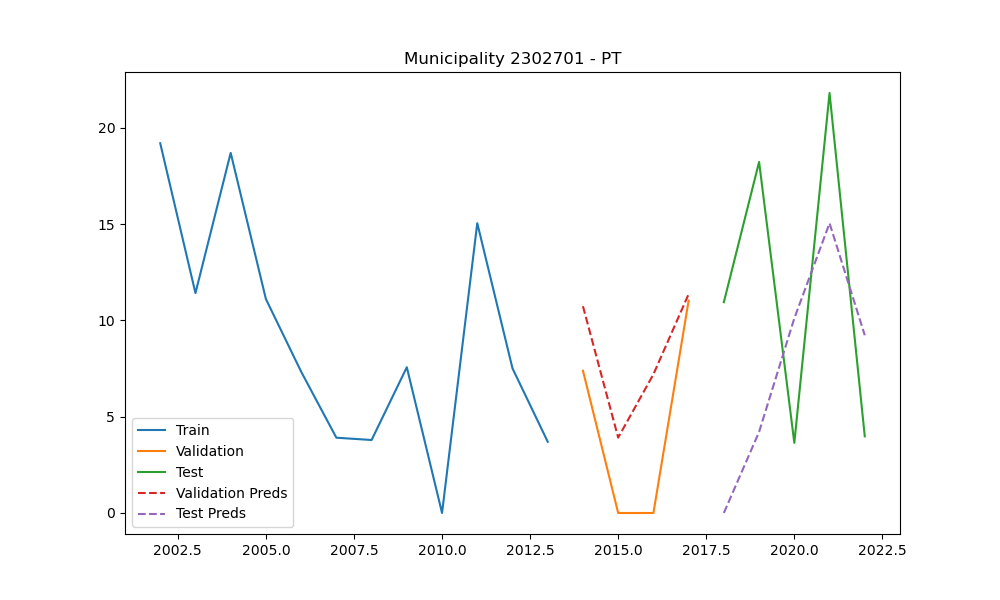 Municipality 2302701 - PT
20
15
10
5
0
Train
Validation
Test
Validation Preds
Test Preds
2002.5 2005.0 2007.5 2010.0 2012.5 2015.0 2017.5 2020.0 2022.5